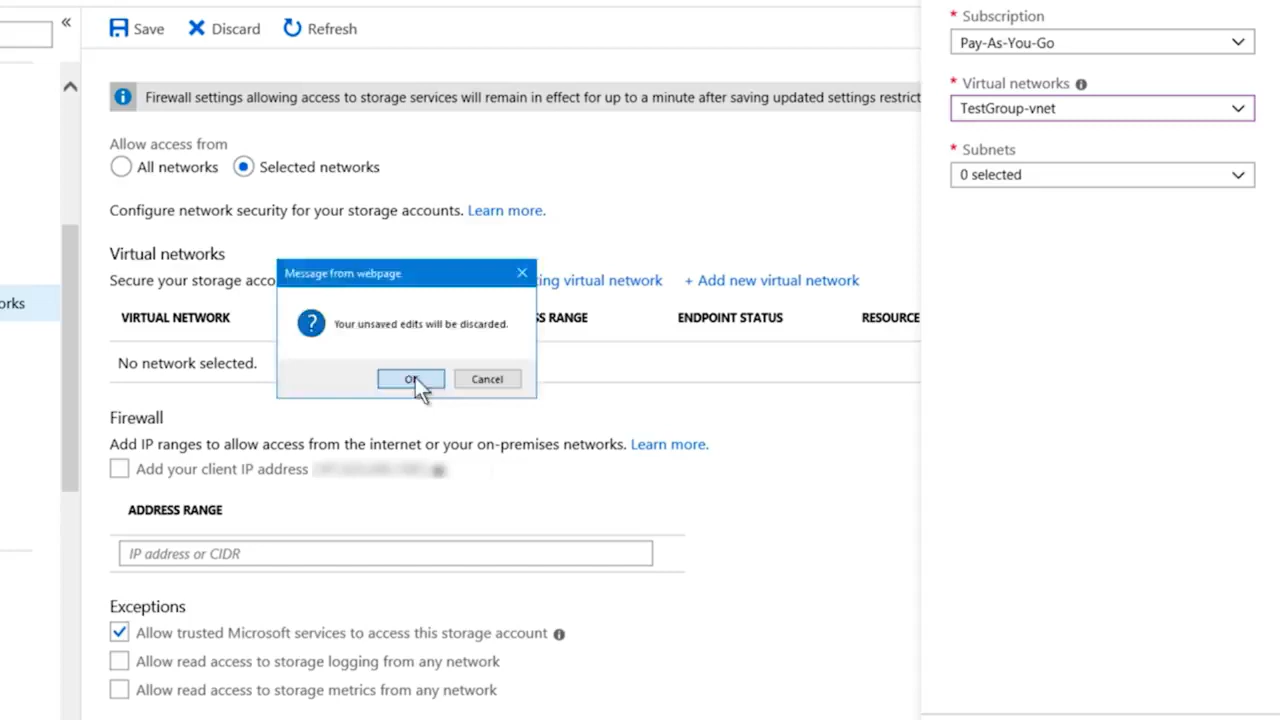 «
Save
Discard
Refresh
Firewall settings allowing access to storage services will remain in effect for up to a minute after saving updated settings restrict
Allow access from
All networks
Selected networks
Configure network security for your storage accounts. Learn more.
Virtual networks
Secure your storage acco
ing virtual network
+ Add new virtual network
VIRTUAL NETWORK
SS RANGE
ENDPOINT STATUS
RESOURCE
No network selected.
orks
Message from webpage
Your unsaved edits will be discarded.
OK
Cancel
Firewall
Add IP ranges to allow access from the internet or your on-premises networks. Learn more.
Add your client IP address
ADDRESS RANGE
IP address or CIDR
Exceptions
Allow trusted Microsoft services to access this storage account
Allow read access to storage logging from any network
Allow read access to storage metrics from any network
* Subscription
Pay-As-You-Go
* Virtual networks
TestGroup-vnet
* Subnets
0 selected